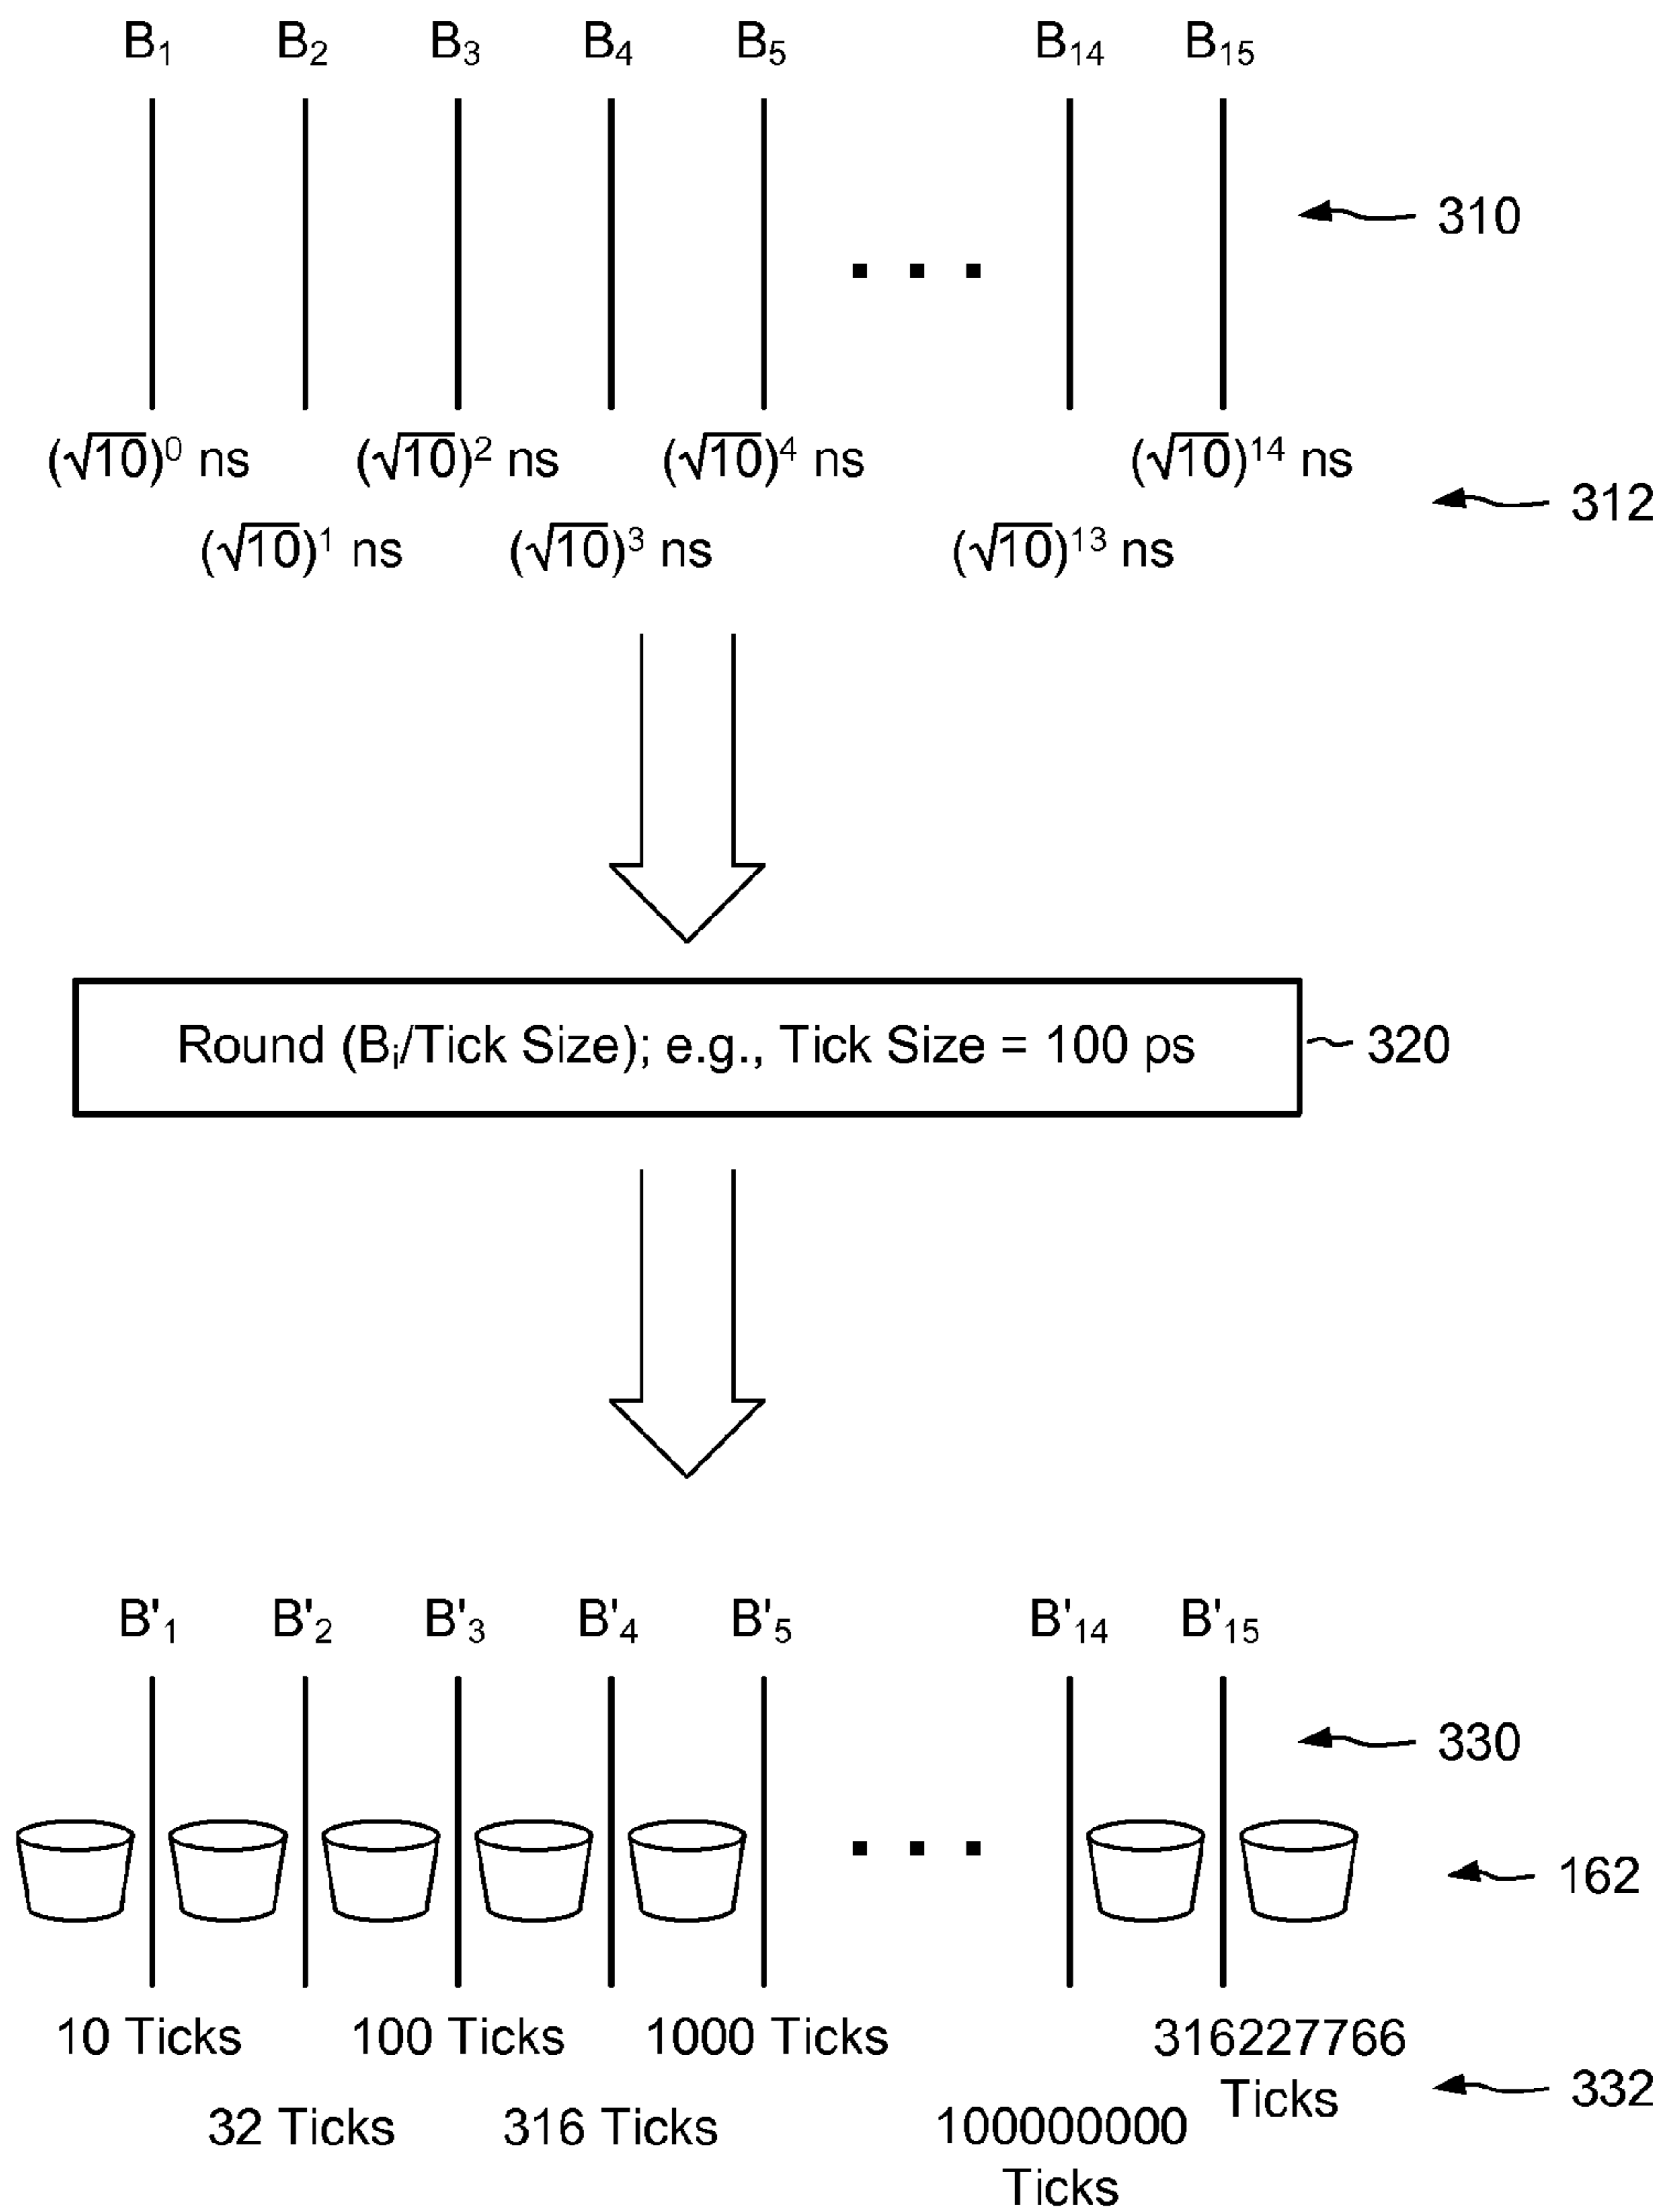 B₁ B₂ B₃ B₄ B₅ B₁₄ B₁₅
310
(√10)⁰ ns (√10)² ns (√10)⁴ ns (√10)¹⁴ ns
312
(√10)¹ ns (√10)³ ns (√10)¹³ ns
Round (Bᵢ/Tick Size); e.g., Tick Size = 100 ps
320
B'₁ B'₂ B'₃ B'₄ B'₅ B'₁₄ B'₁₅
330
162
10 Ticks 100 Ticks 1000 Ticks 316227766
Ticks
332
32 Ticks 316 Ticks 100000000
Ticks